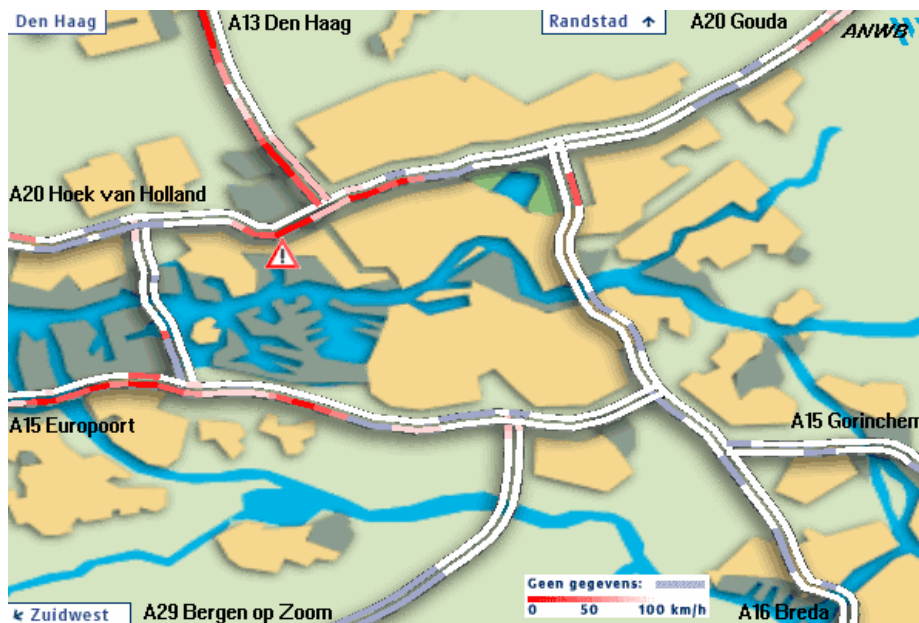 Den Haag
A13 Den Haag
Randstad ↑
A20 Gouda
ANWB
A20 Hoek van Holland
!
A15 Europoort
A15 Gorinchem
Geen gegevens:
0 50 100 km/h
Zuidwest
A29 Bergen op Zoom
A16 Breda